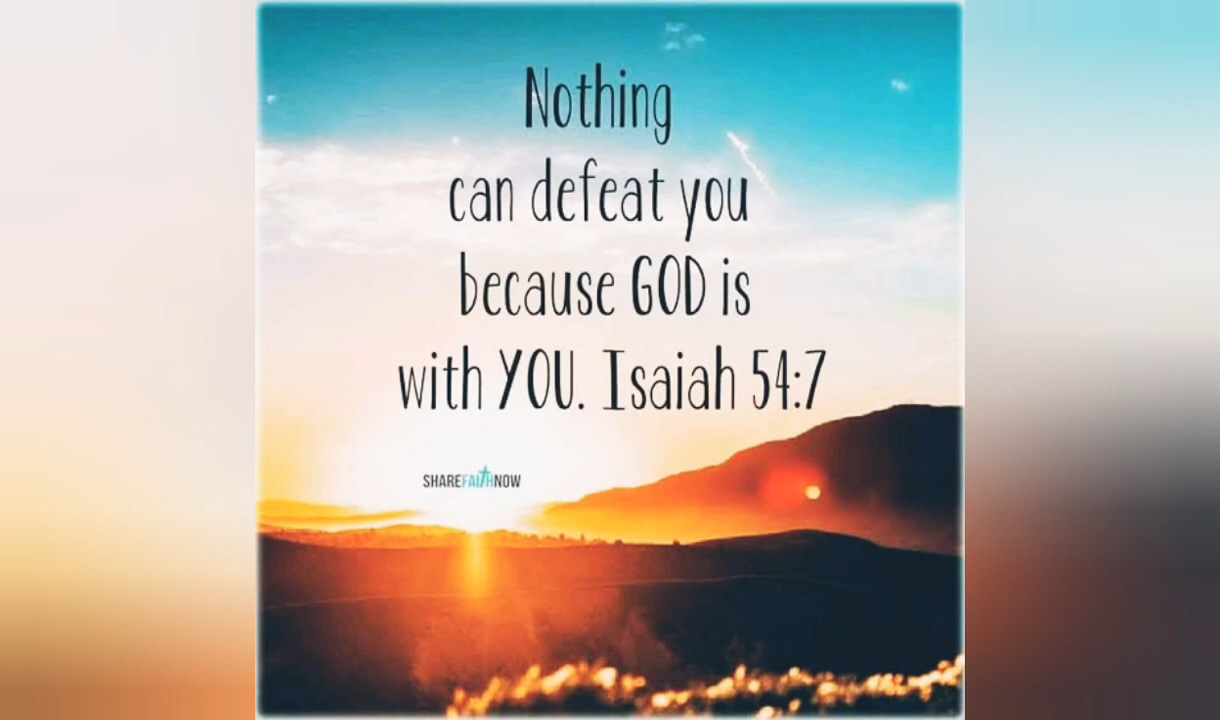 Nothing
can defeat you
because GOD is
with YOU. Isaiah 54:7
SHAREFAITHNOW